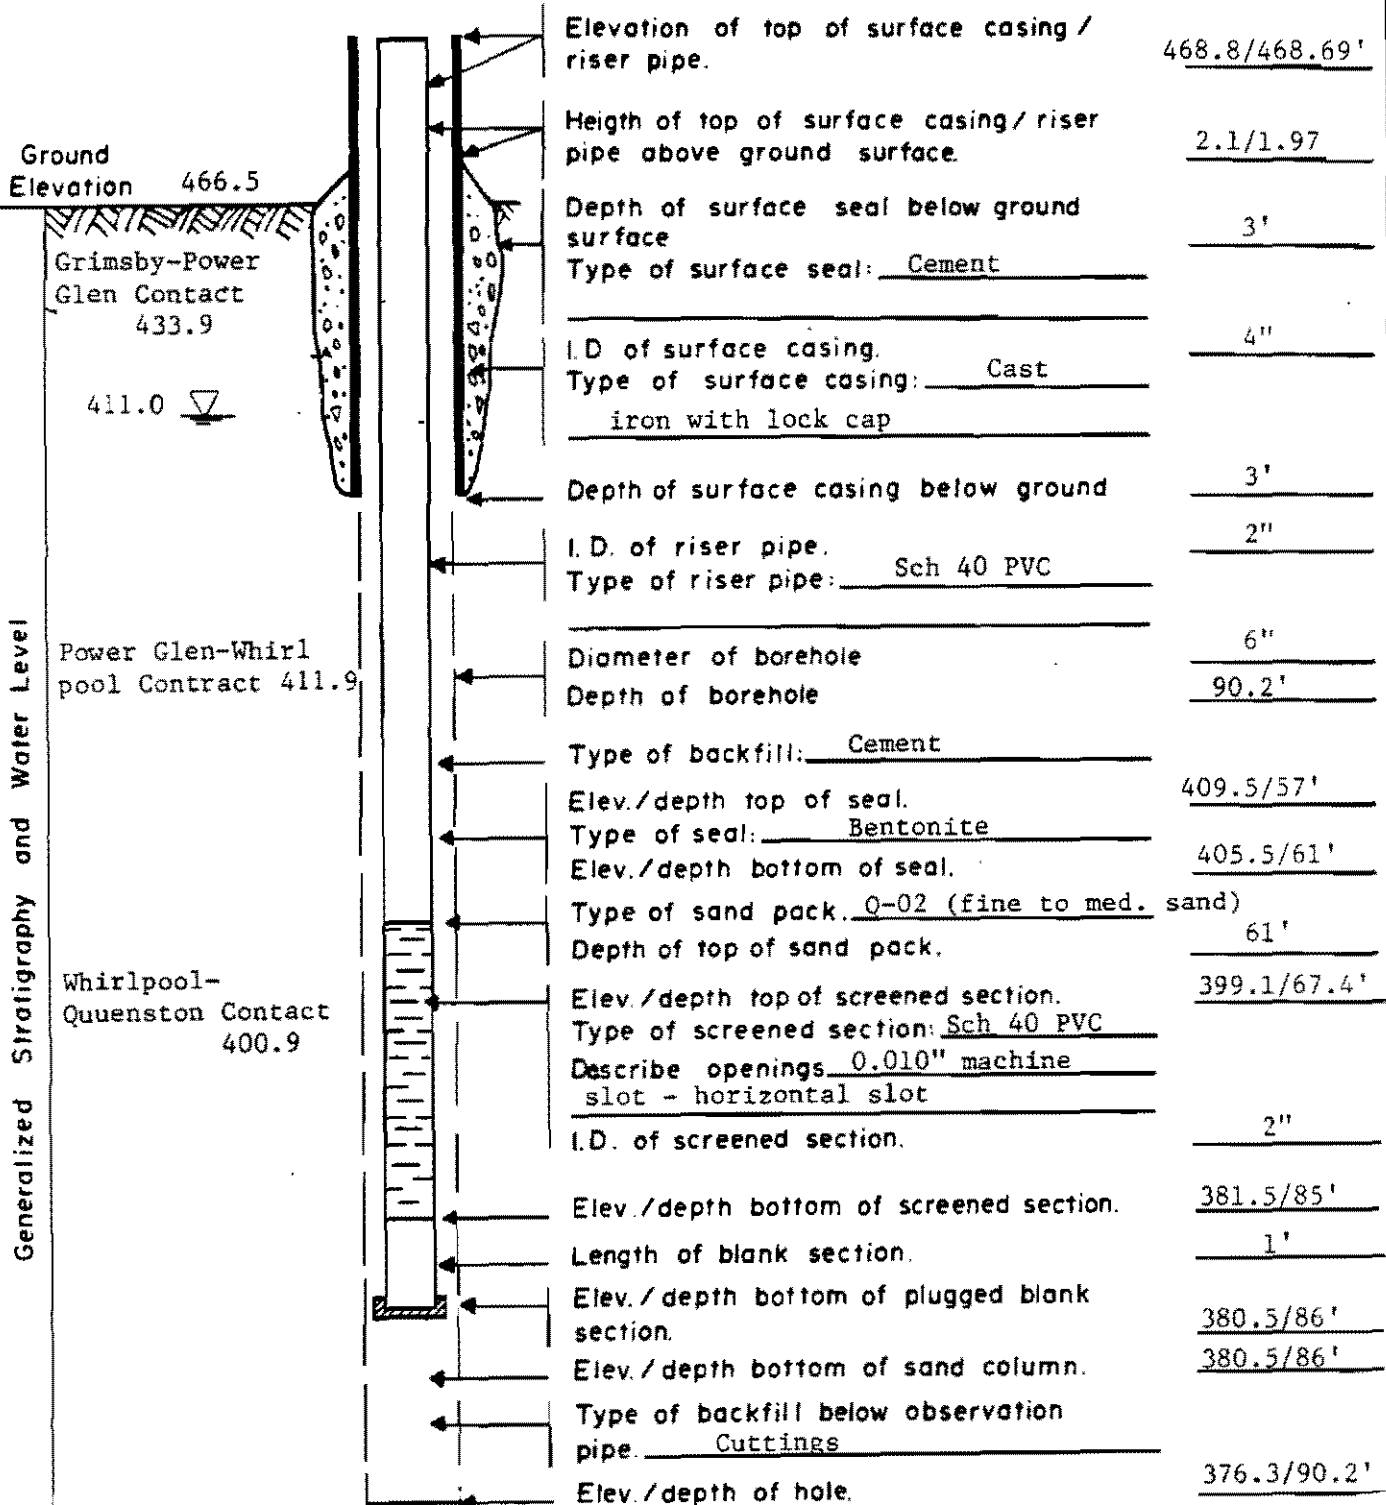 Elevation of top of surface casing /
riser pipe.
468.8/468.69'
Heigth of top of surface casing / riser
pipe above ground surface.
2.1/1.97
Ground
Elevation 466.5
Depth of surface seal below ground
surface
3'
Type of surface seal: Cement
Grimsby-Power
Glen Contact
433.9
I.D of surface casing.
4"
Type of surface casing: Cast
iron with lock cap
411.0
Depth of surface casing below ground
3'
I.D. of riser pipe.
2"
Type of riser pipe: Sch 40 PVC
Generalized Stratigraphy and Water Level
Power Glen-Whirl
pool Contract 411.9
Diameter of borehole
6"
Depth of borehole
90.2'
Type of backfill: Cement
Elev./depth top of seal.
409.5/57'
Type of seal: Bentonite
Elev./depth bottom of seal.
405.5/61'
Type of sand pack. Q-02 (fine to med. sand)
Depth of top of sand pack.
61'
Whirlpool-
Quuenston Contact
400.9
Elev./depth top of screened section.
399.1/67.4'
Type of screened section: Sch 40 PVC
Describe openings 0.010" machine
slot - horizontal slot
I.D. of screened section.
2"
Elev./depth bottom of screened section.
381.5/85'
Length of blank section.
1'
Elev./depth bottom of plugged blank
section.
380.5/86'
Elev./depth bottom of sand column.
380.5/86'
Type of backfill below observation
pipe. Cuttings
Elev./depth of hole.
376.3/90.2'